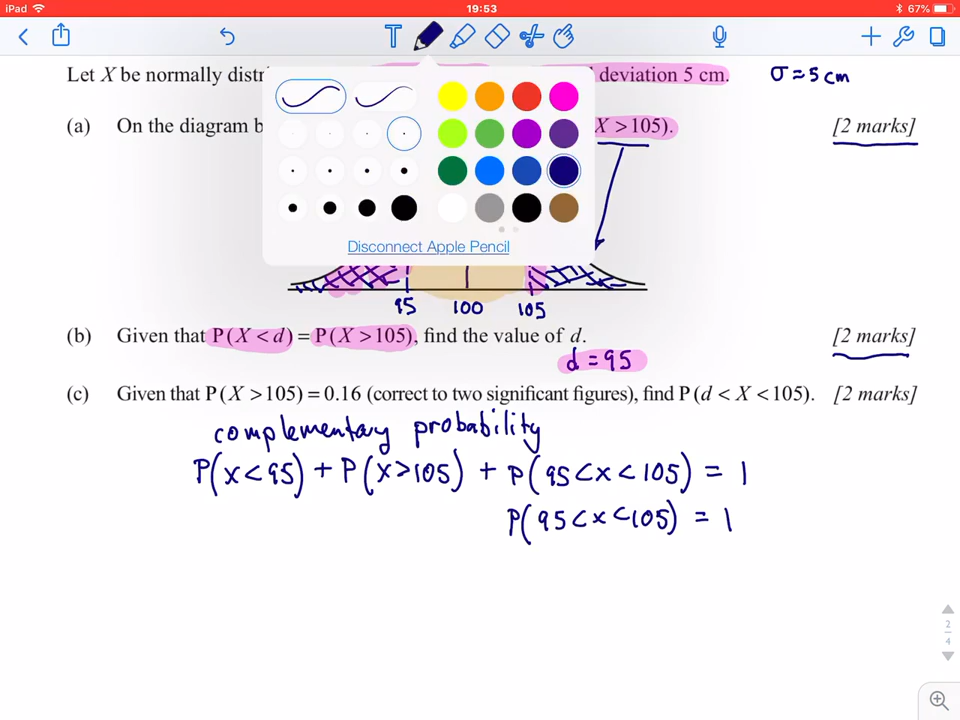 iPad 19:53 67%
T
Let X be normally distri deviation 5 cm. σ = 5 cm
(a) On the diagram b X > 105). [2 marks]
Disconnect Apple Pencil
95 100 105
(b) Given that P(X < d) = P(X > 105), find the value of d. [2 marks]
d = 95
(c) Given that P(X > 105) = 0.16 (correct to two significant figures), find P(d < X < 105). [2 marks]
complementary probability
P(x < 95) + P(x > 105) + P(95 < x < 105) = 1
P(95 < x < 105) = 1
2
4